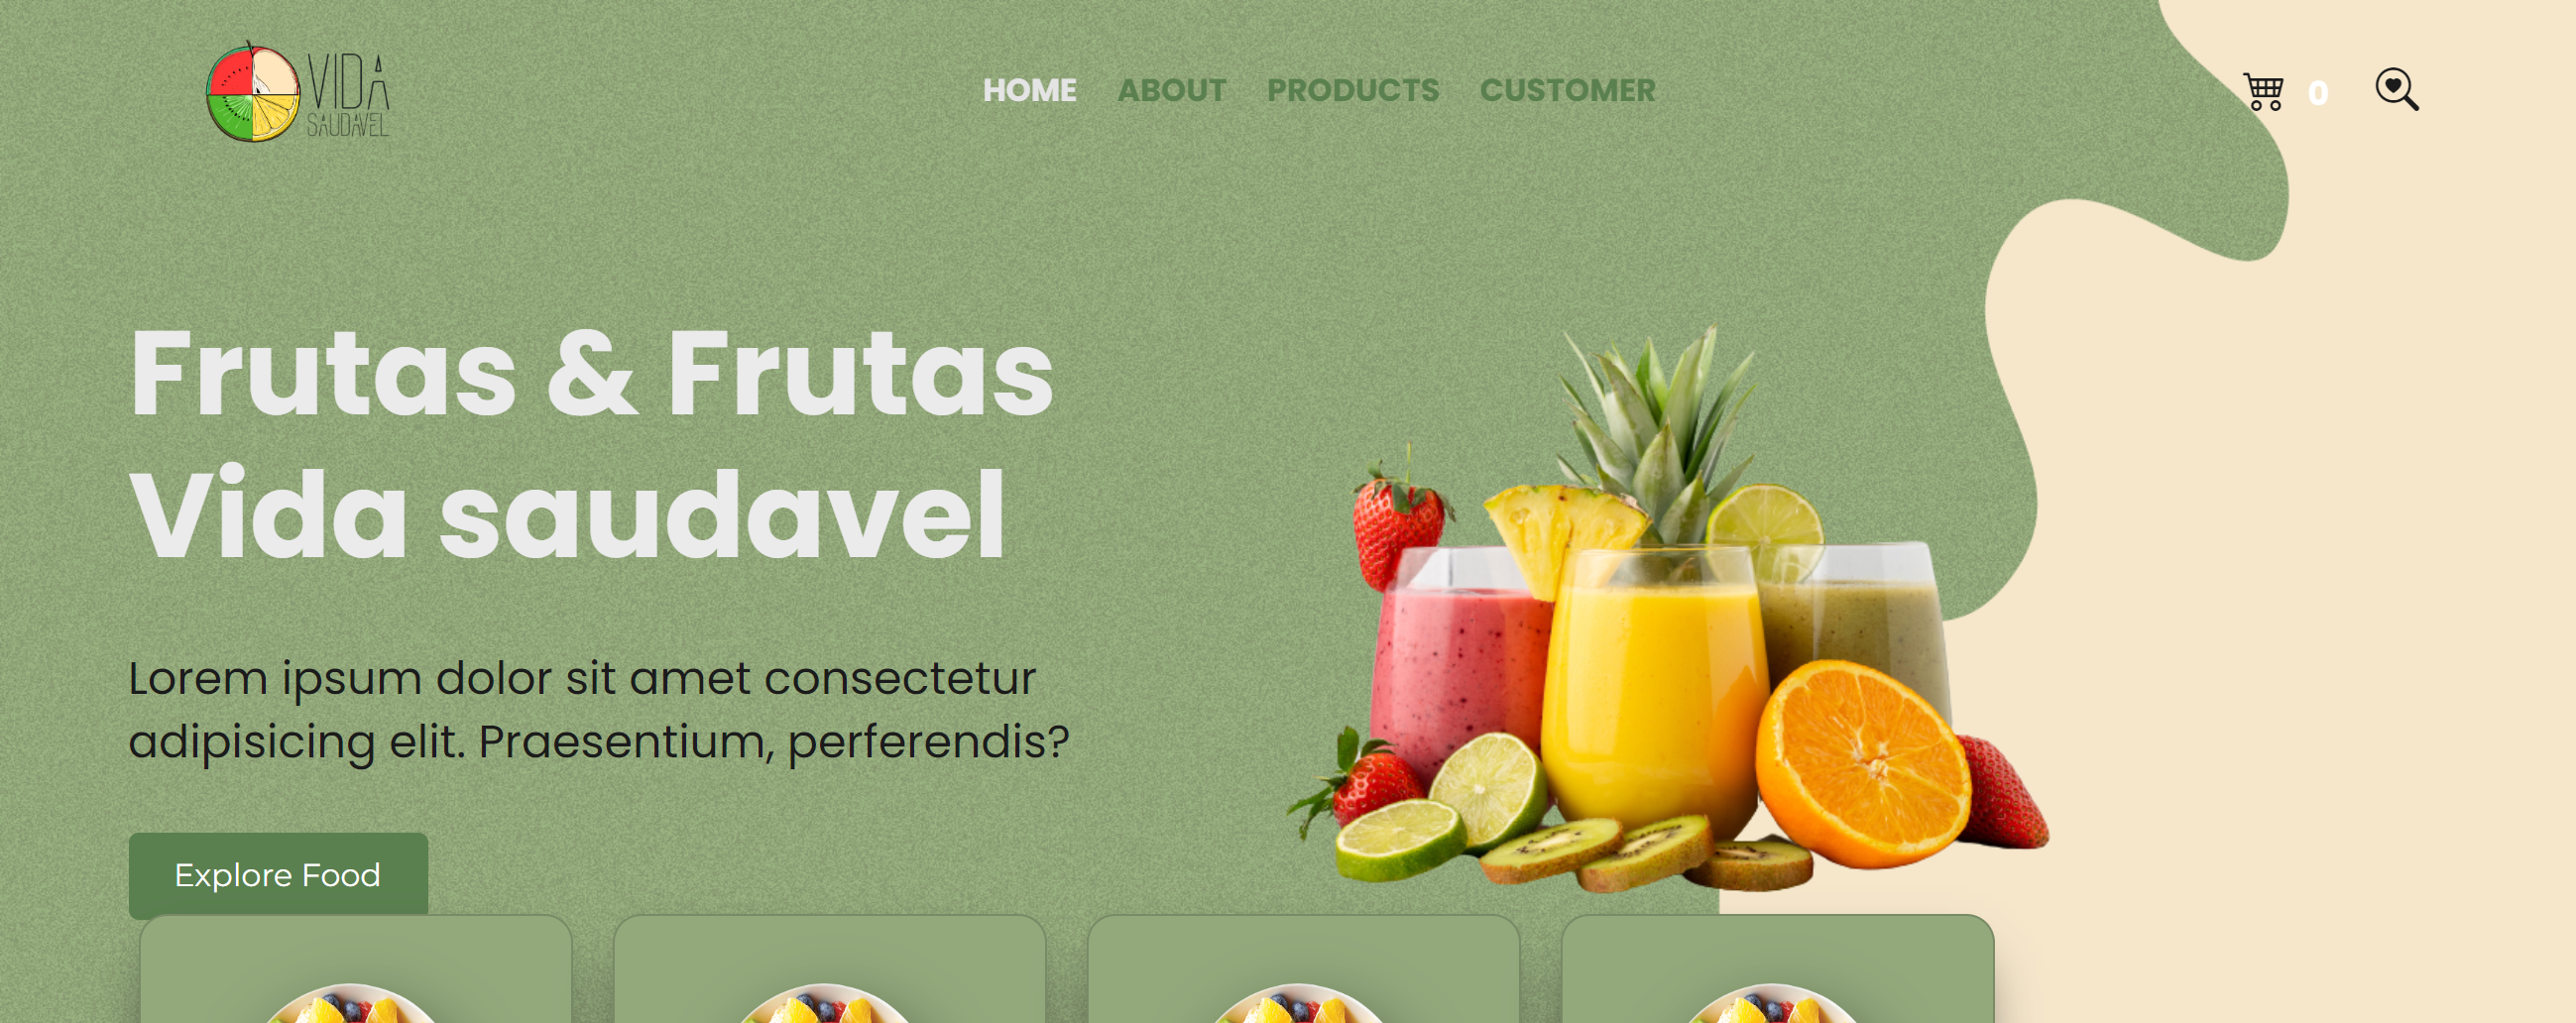 VIDA
SAUDAVEL
HOME ABOUT PRODUCTS CUSTOMER
0
Frutas & Frutas
Vida saudavel
Lorem ipsum dolor sit amet consectetur
adipisicing elit. Praesentium, perferendis?
Explore Food